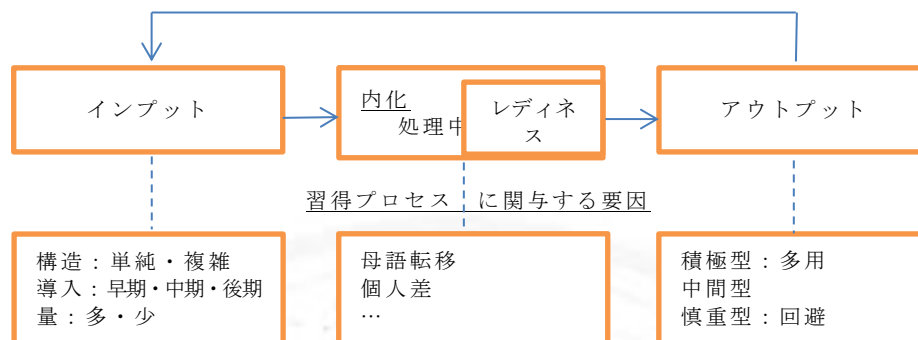 インプット
内化
処理中
レディネ
ス
アウトプット
習得プロセス に関与する要因
構造：単純・複雑
導入：早期・中期・後期
量：多・少
母語転移
個人差
…
積極型：多用
中間型
慎重型：回避